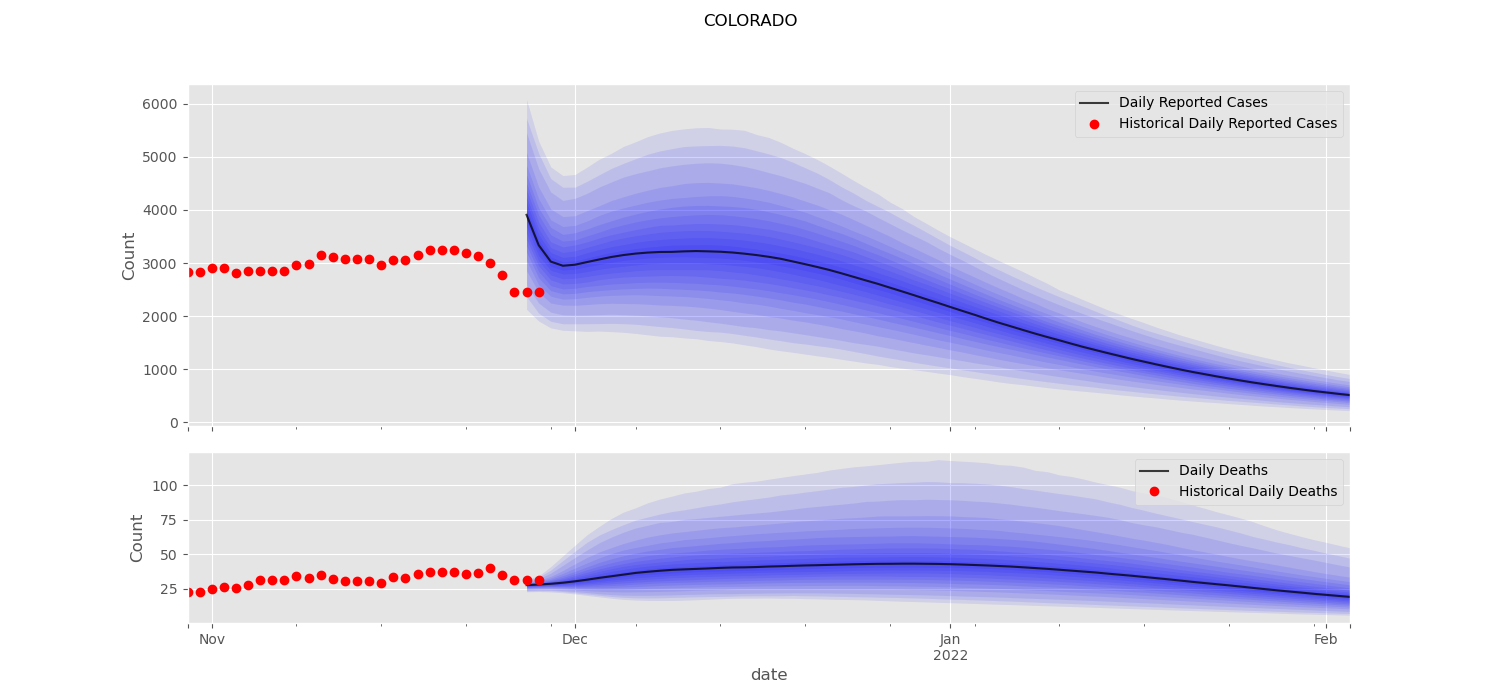 COLORADO
Count
6000
5000
4000
3000
2000
1000
0
Daily Reported Cases
Historical Daily Reported Cases
Count
100
75
50
25
Daily Deaths
Historical Daily Deaths
Nov
Dec
Jan
2022
Feb
date